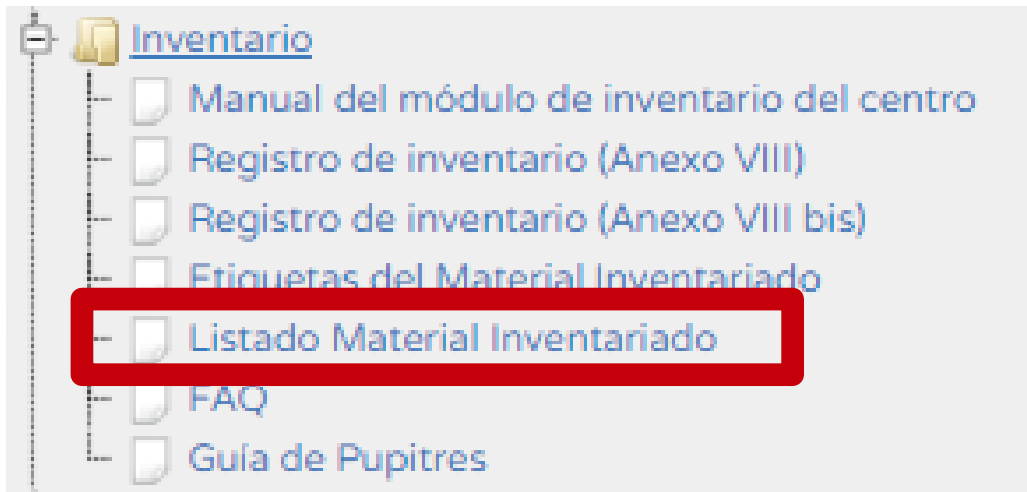 Inventario
Manual del módulo de inventario del centro
Registro de inventario (Anexo VIII)
Registro de inventario (Anexo VIII bis)
Etiquetas del Material Inventariado
Listado Material Inventariado
FAQ
Guía de Pupitres